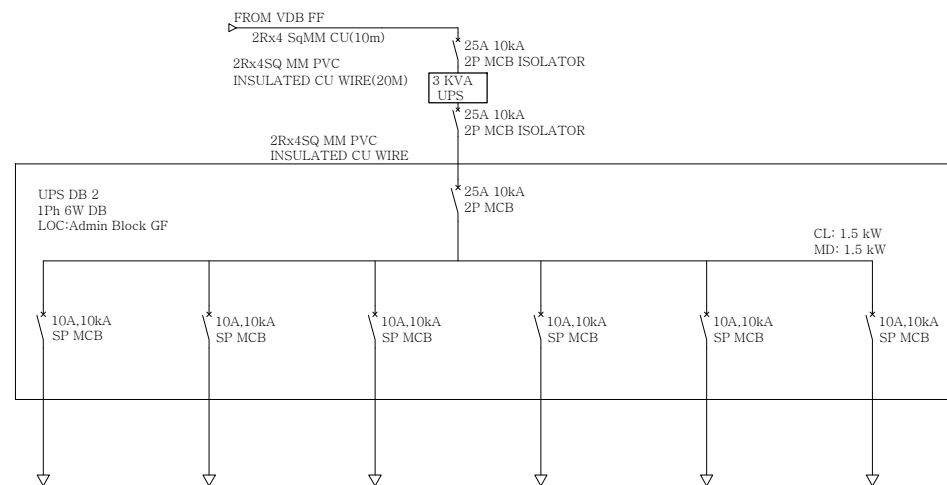 FROM VDB FF
2Rx4 SqMM CU(10m)
25A 10kA
2P MCB ISOLATOR
2Rx4SQ MM PVC
INSULATED CU WIRE(20M)
3 KVA
UPS
25A 10kA
2P MCB ISOLATOR
2Rx4SQ MM PVC
INSULATED CU WIRE
UPS DB 2
1Ph 6W DB
LOC:Admin Block GF
25A 10kA
2P MCB
CL: 1.5 kW
MD: 1.5 kW
10A,10kA
SP MCB
10A,10kA
SP MCB
10A,10kA
SP MCB
10A,10kA
SP MCB
10A,10kA
SP MCB
10A,10kA
SP MCB